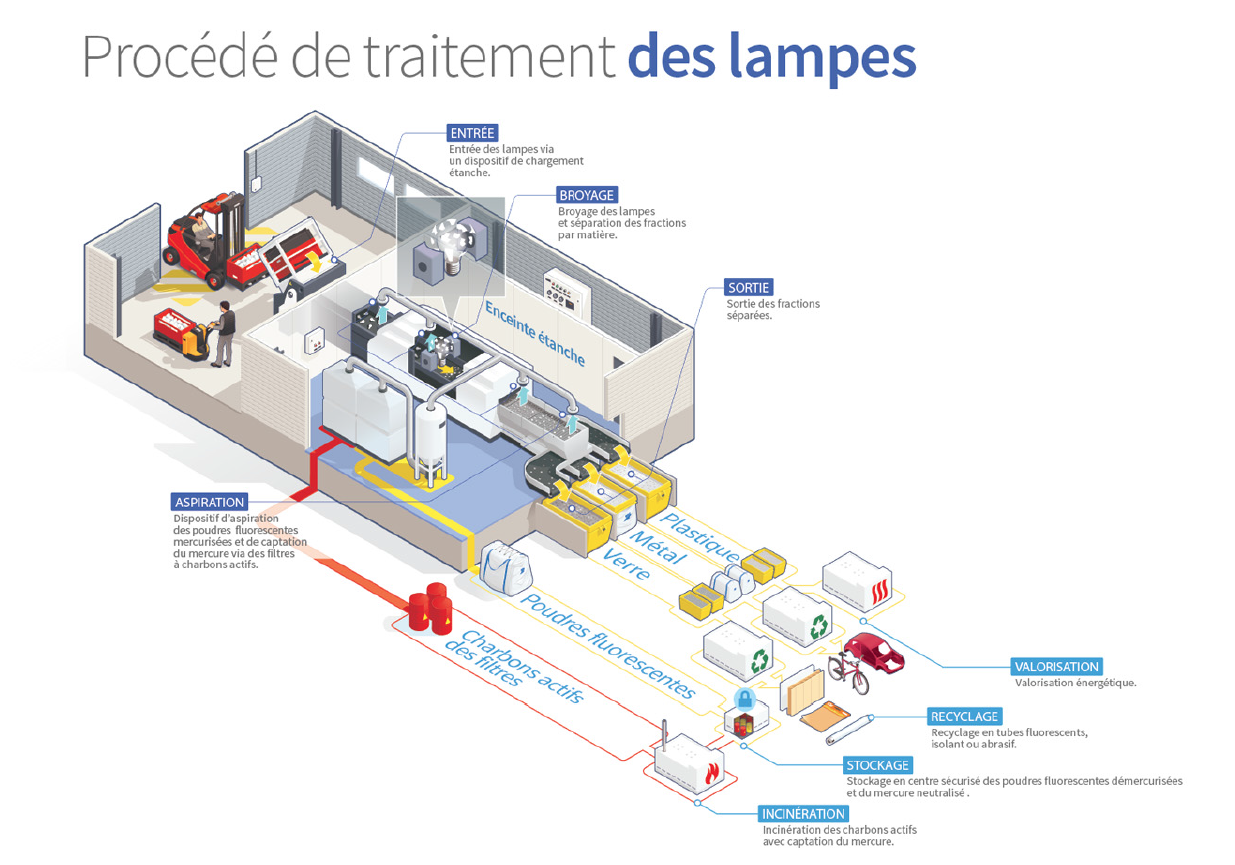 Procédé de traitement des lampes
ENTRÉE
Entrée des lampes via
un dispositif de chargement
étanche.
BROYAGE
Broyage des lampes
et séparation des fractions
par matière.
SORTIE
Sortie des fractions
séparées.
Enceinte étanche
ASPIRATION
Dispositif d'aspiration
des poudres fluorescentes
mercurisées et de captation
du mercure via des filtres
à charbons actifs.
Plastique
Métal
Verre
Poudres fluorescentes
Charbons actifs
des filtres
VALORISATION
Valorisation énergétique.
RECYCLAGE
Recyclage en tubes fluorescents,
isolant ou abrasif.
STOCKAGE
Stockage en centre sécurisé des poudres fluorescentes démercurisées
et du mercure neutralisé .
INCINÉRATION
Incinération des charbons actifs
avec captation du mercure.